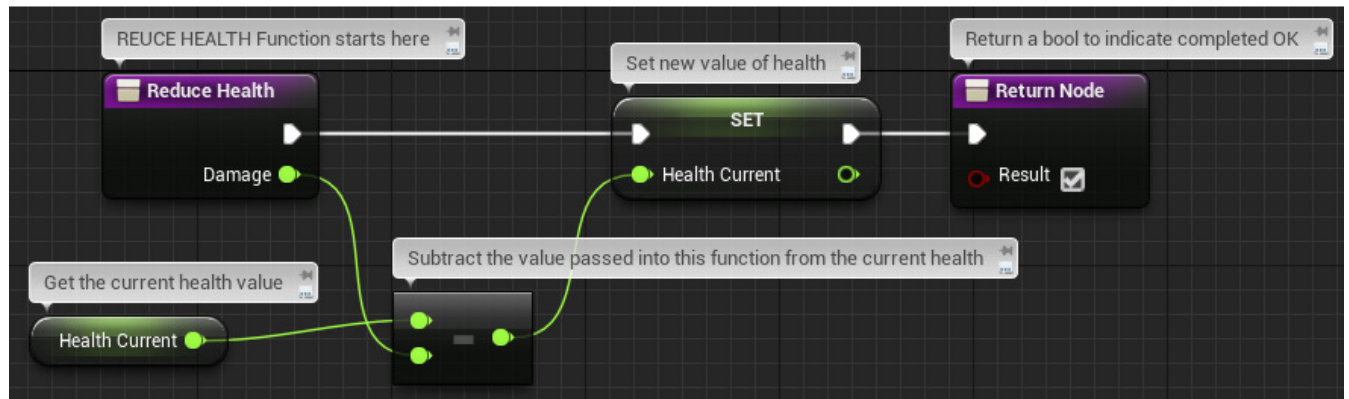 REUCE HEALTH Function starts here
Reduce Health
Damage
Set new value of health
SET
Health Current
Return a bool to indicate completed OK
Return Node
Result
Get the current health value
Health Current
Subtract the value passed into this function from the current health